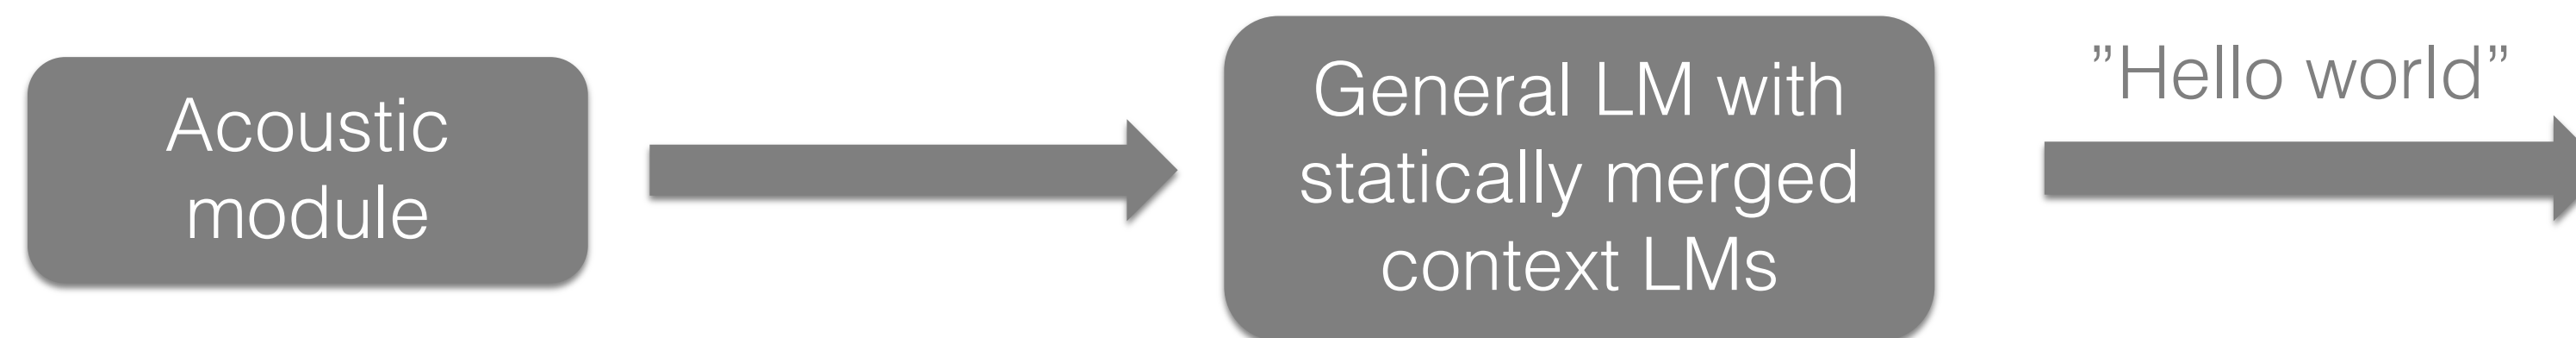 Acoustic
module
General LM with
statically merged
context LMs
”Hello world”